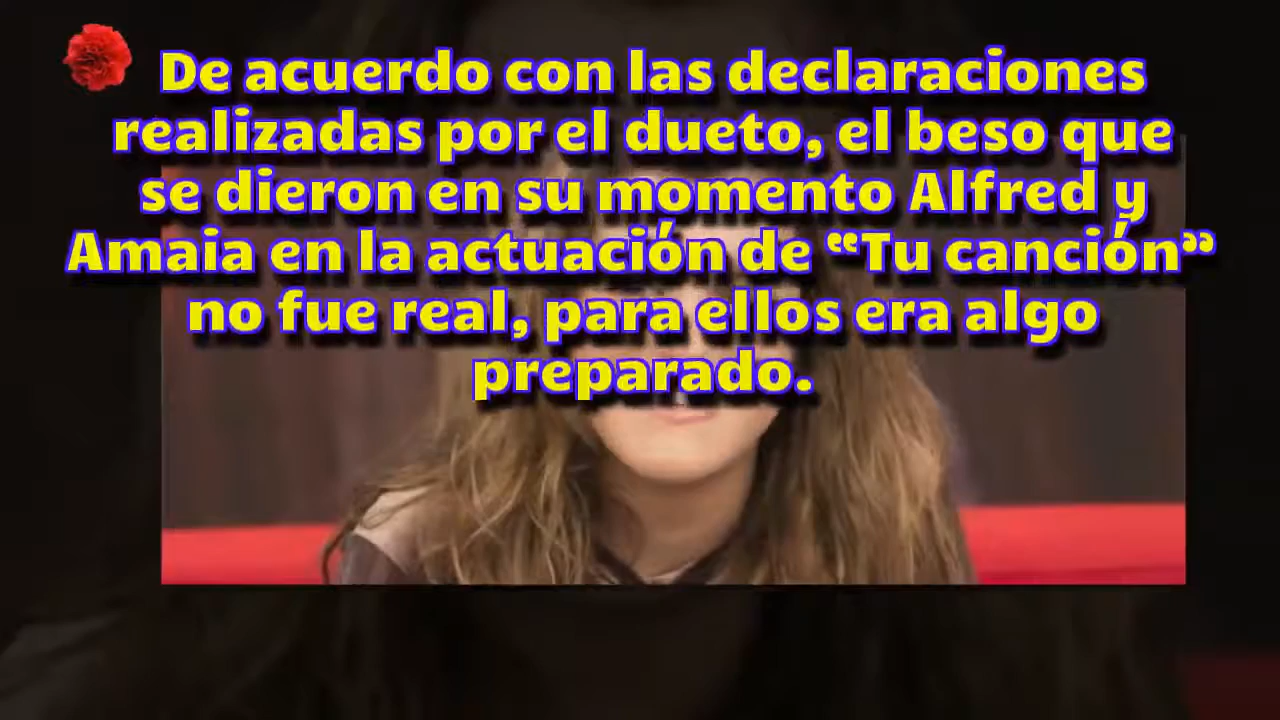 De acuerdo con las declaraciones
realizadas por el dueto, el beso que
se dieron en su momento Alfred y
Amaia en la actuación de “Tu canción”
no fue real, para ellos era algo
preparado.